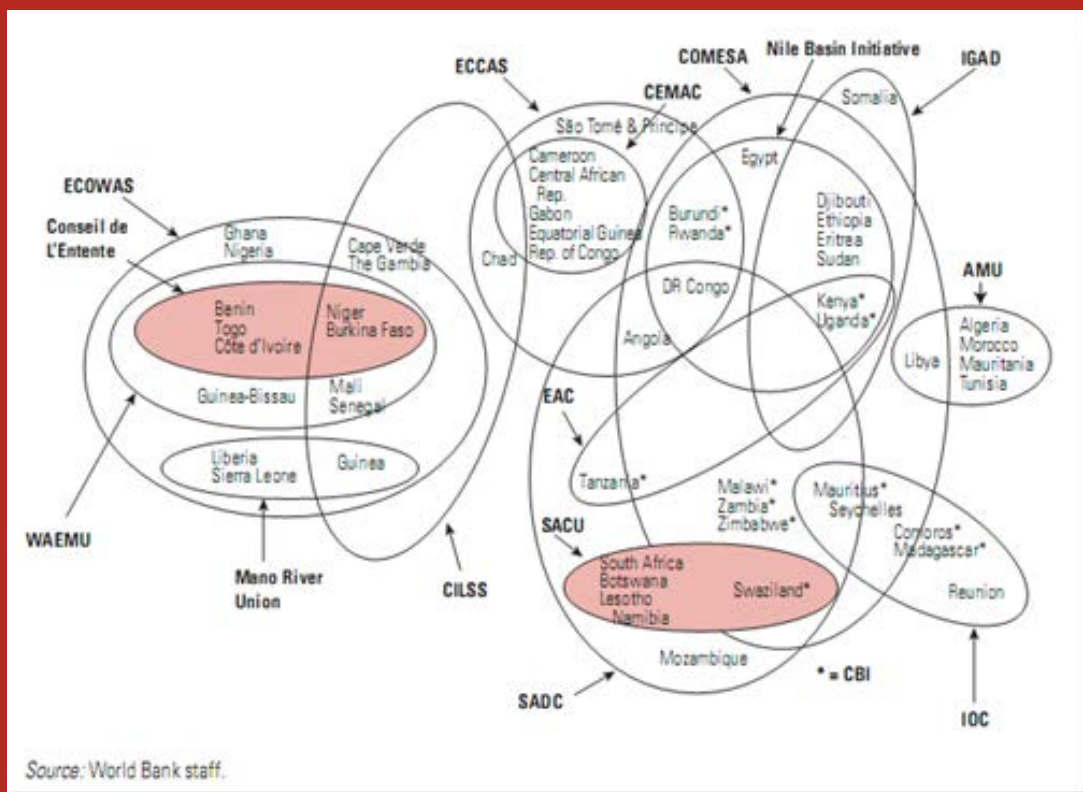 Nile Basin Initiative
COMESA
IGAD
ECCAS
CEMAC
Somalia
São Tomé & Principe
Egypt
Cameroon
Central African
Rep.
Gabon
Equatorial Guinea
Rep. of Congo
ECOWAS
Conseil de
L'Entente
Ghana
Nigeria
Cape Verde
The Gambia
Chad
Burundi*
Rwanda*
Djibouti
Ethiopia
Eritrea
Sudan
DR Congo
AMU
Benin
Togo
Côte d'Ivoire
Niger
Burkina Faso
Kenya*
Uganda*
Angola
Libya
Algeria
Morocco
Mauritania
Tunisia
Guinea-Bissau
Mali
Senegal
EAC
Liberia
Sierra Leone
Guinea
Tanzania*
Malawi*
Zambia*
Zimbabwe*
Mauritius*
Seychelles
Comoros*
Madagascar*
Reunion
WAEMU
Mano River
Union
CILSS
SACU
South Africa
Botswana
Lesotho
Namibia
Swaziland*
Mozambique
* = CBI
SADC
IOC
Source: World Bank staff.